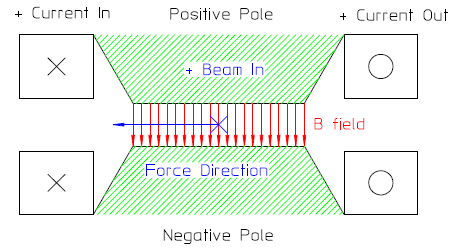 + Current In
Positive Pole
+ Current Out
+ Beam In
B field
Force Direction
Negative Pole